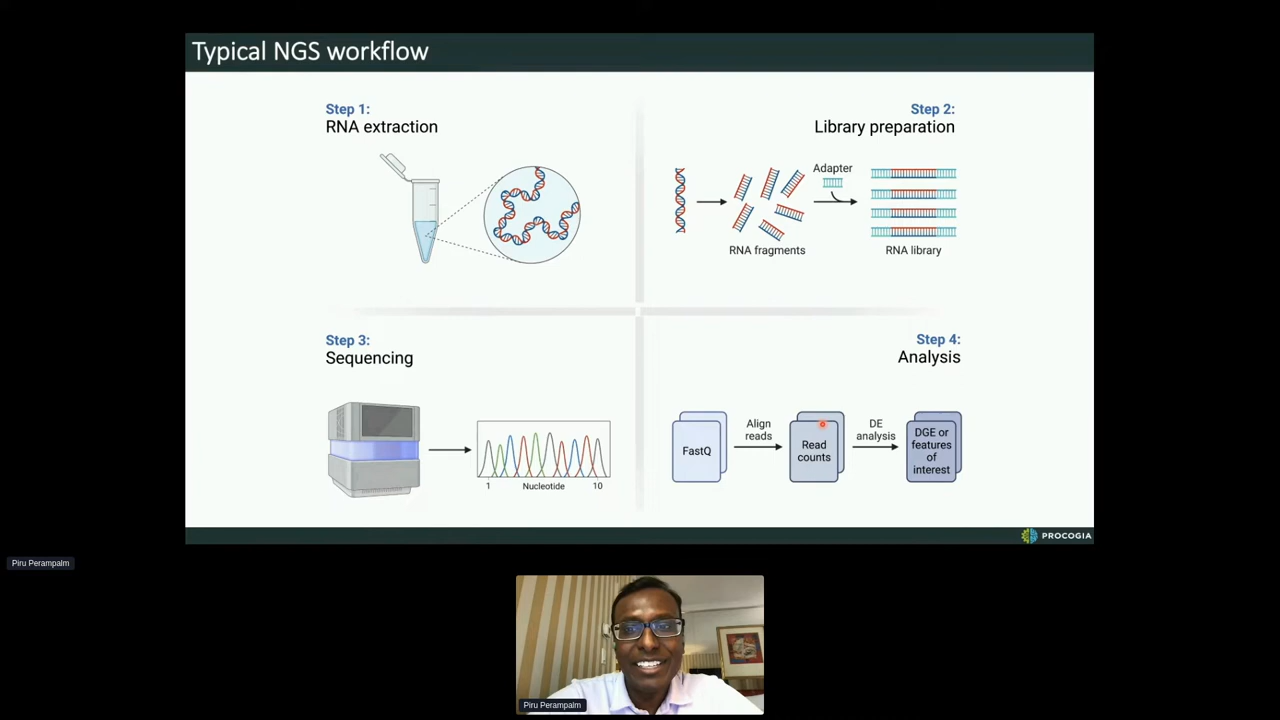 Typical NGS workflow
Step 1:
RNA extraction
Step 2:
Library preparation
Adapter
RNA fragments
RNA library
Step 3:
Sequencing
1
Nucleotide
10
Step 4:
Analysis
FastQ
Align
reads
Read
counts
DE
analysis
DGE or
features
of
interest
PROCOGIA
Piru Perampalm
Piru Perampalm